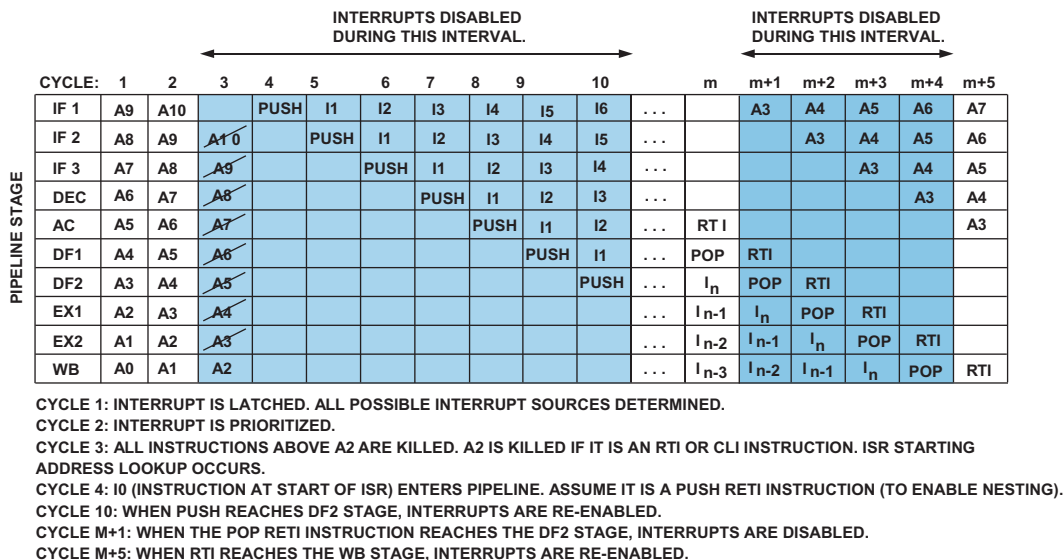 INTERRUPTS DISABLED
DURING THIS INTERVAL.
INTERRUPTS DISABLED
DURING THIS INTERVAL.
CYCLE: 1 2 3 4 5 6 7 8 9 10 m m+1 m+2 m+3 m+4 m+5
PIPELINE STAGE
IF 1 A9 A10 PUSH I1 I2 I3 I4 I5 I6 . . . A3 A4 A5 A6 A7
IF 2 A8 A9 A10 PUSH I1 I2 I3 I4 I5 . . . A3 A4 A5 A6
IF 3 A7 A8 A9 PUSH I1 I2 I3 I4 . . . A3 A4 A5
DEC A6 A7 A8 PUSH I1 I2 I3 . . . A3 A4
AC A5 A6 A7 PUSH I1 I2 . . . RTI A3
DF1 A4 A5 A6 PUSH I1 . . . POP RTI
DF2 A3 A4 A5 PUSH . . . In POP RTI
EX1 A2 A3 A4 . . . In-1 In POP RTI
EX2 A1 A2 A3 . . . In-2 In-1 In POP RTI
WB A0 A1 A2 . . . In-3 In-2 In-1 In POP RTI
CYCLE 1: INTERRUPT IS LATCHED. ALL POSSIBLE INTERRUPT SOURCES DETERMINED.
CYCLE 2: INTERRUPT IS PRIORITIZED.
CYCLE 3: ALL INSTRUCTIONS ABOVE A2 ARE KILLED. A2 IS KILLED IF IT IS AN RTI OR CLI INSTRUCTION. ISR STARTING
ADDRESS LOOKUP OCCURS.
CYCLE 4: I0 (INSTRUCTION AT START OF ISR) ENTERS PIPELINE. ASSUME IT IS A PUSH RETI INSTRUCTION (TO ENABLE NESTING).
CYCLE 10: WHEN PUSH REACHES DF2 STAGE, INTERRUPTS ARE RE-ENABLED.
CYCLE M+1: WHEN THE POP RETI INSTRUCTION REACHES THE DF2 STAGE, INTERRUPTS ARE DISABLED.
CYCLE M+5: WHEN RTI REACHES THE WB STAGE, INTERRUPTS ARE RE-ENABLED.